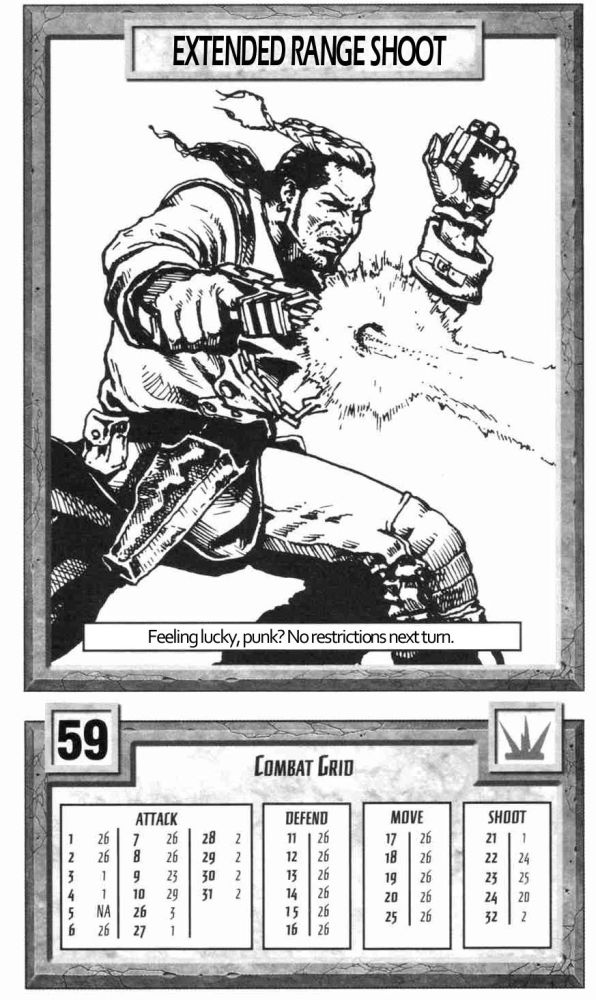 EXTENDED RANGE SHOOT
Feeling lucky, punk? No restrictions next turn.
59
COMBAT GRID
ATTACK
1 26 7 26 28 2
2 26 8 26 29 2
3 1 9 23 30 2
4 1 10 29 31 2
5 NA 26 3
6 26 27 1
DEFEND
11 26
12 26
13 26
14 26
15 26
16 26
MOVE
17 26
18 26
19 26
20 26
25 26
SHOOT
21 1
22 24
23 25
24 20
32 2